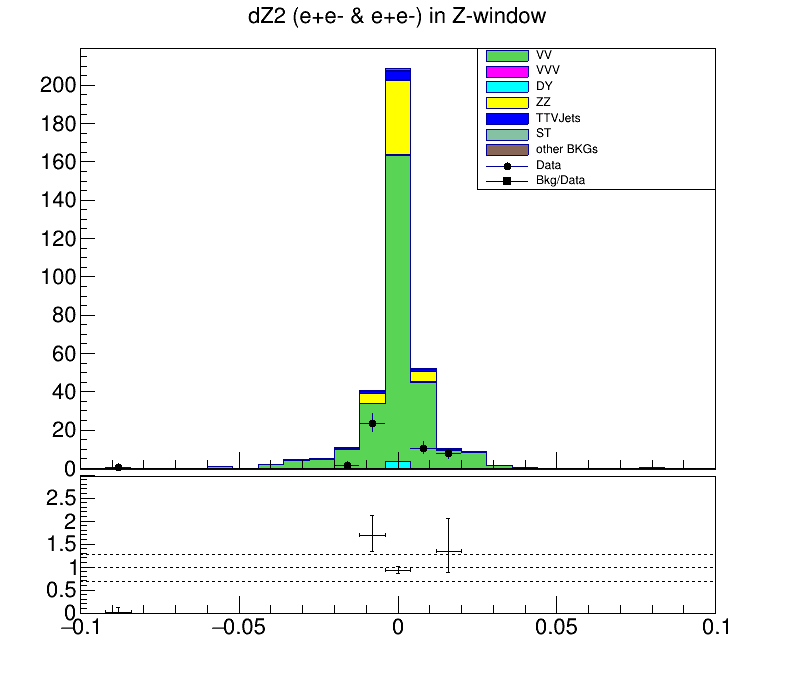 dZ2 (e+e- & e+e-) in Z-window
VV
VVV
DY
ZZ
TTVJets
ST
other BKGs
Data
Bkg/Data
200
180
160
140
120
100
80
60
40
20
0
2.5
2
1.5
1
0.5
0
−0.1
−0.05
0
0.05
0.1